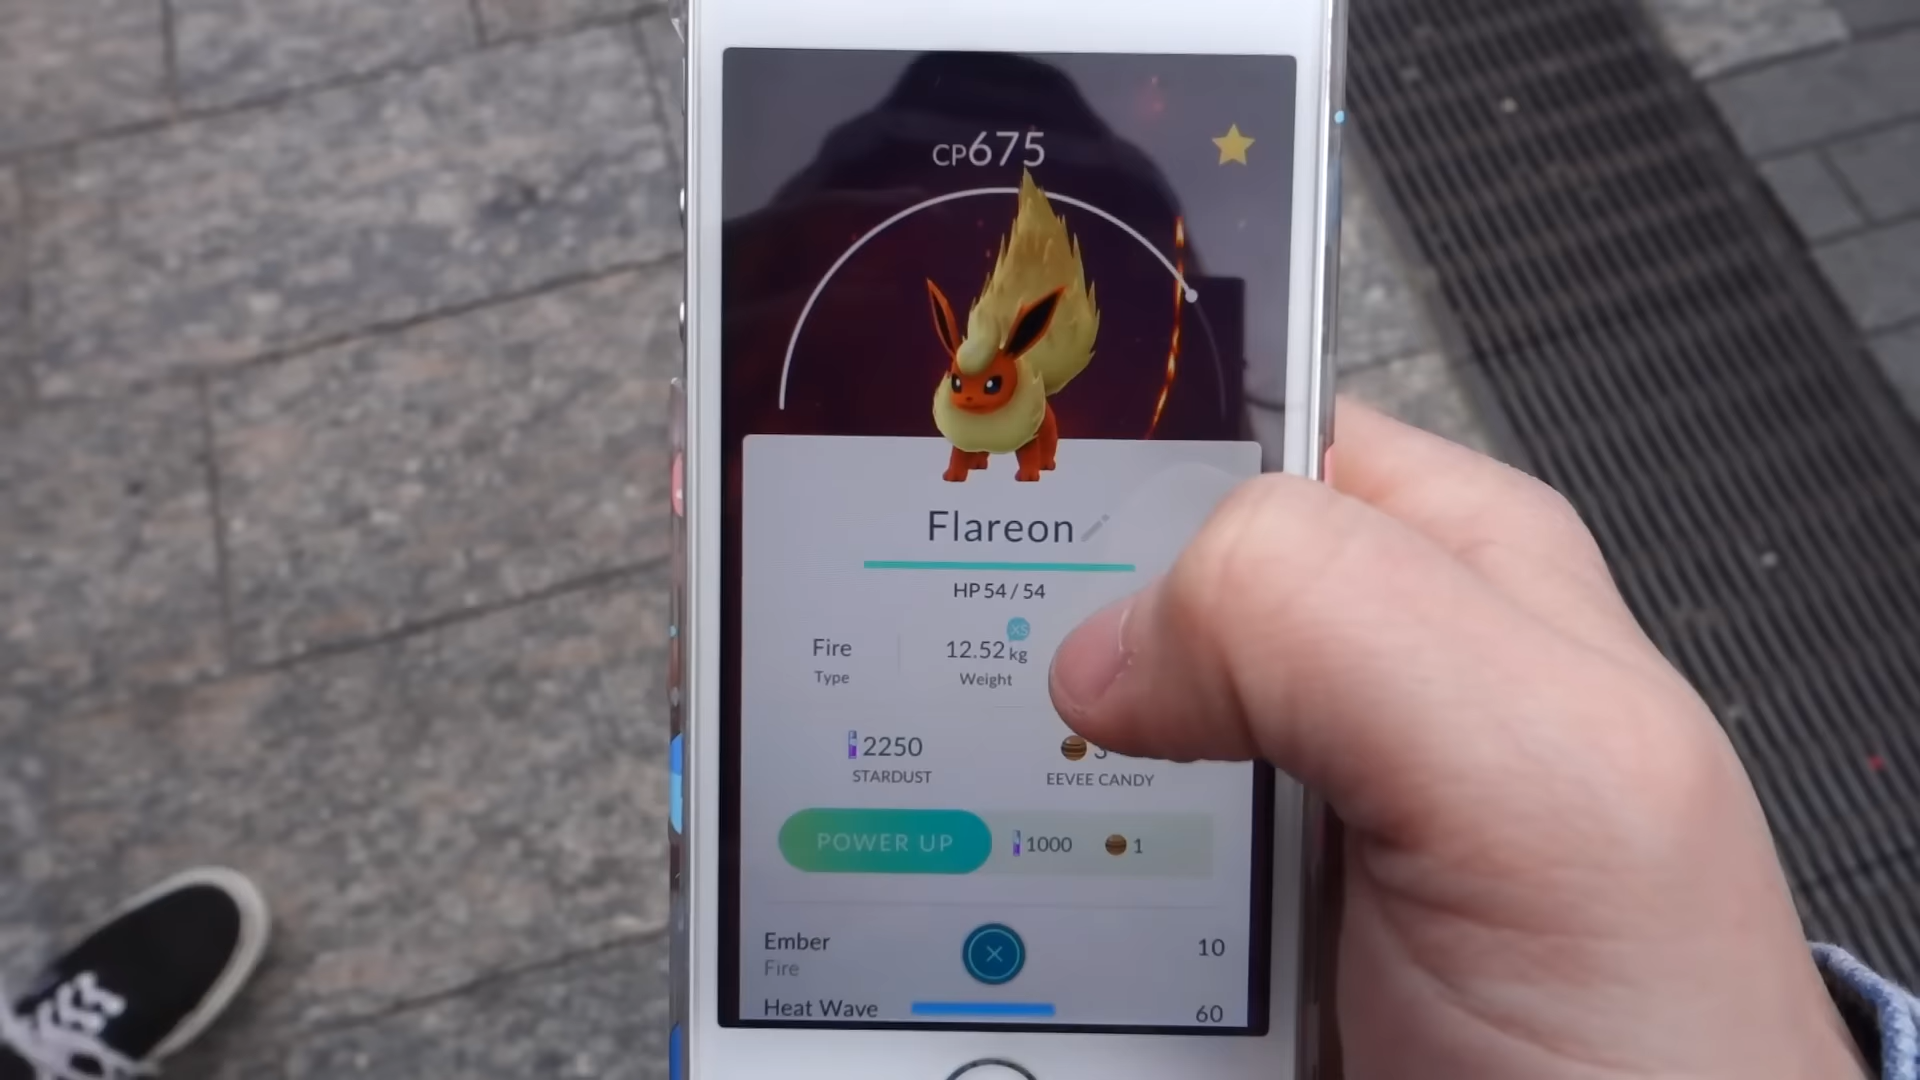 CP675
Flareon
HP 54 / 54
XS
Fire 12.52 kg
Type Weight
2250
STARDUST EEVEE CANDY
POWER UP 1000 1
Ember 10
Fire
Heat Wave 60